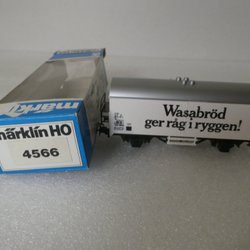 märklin
märklin HO
4566
Wasabröd
ger råg i ryggen!